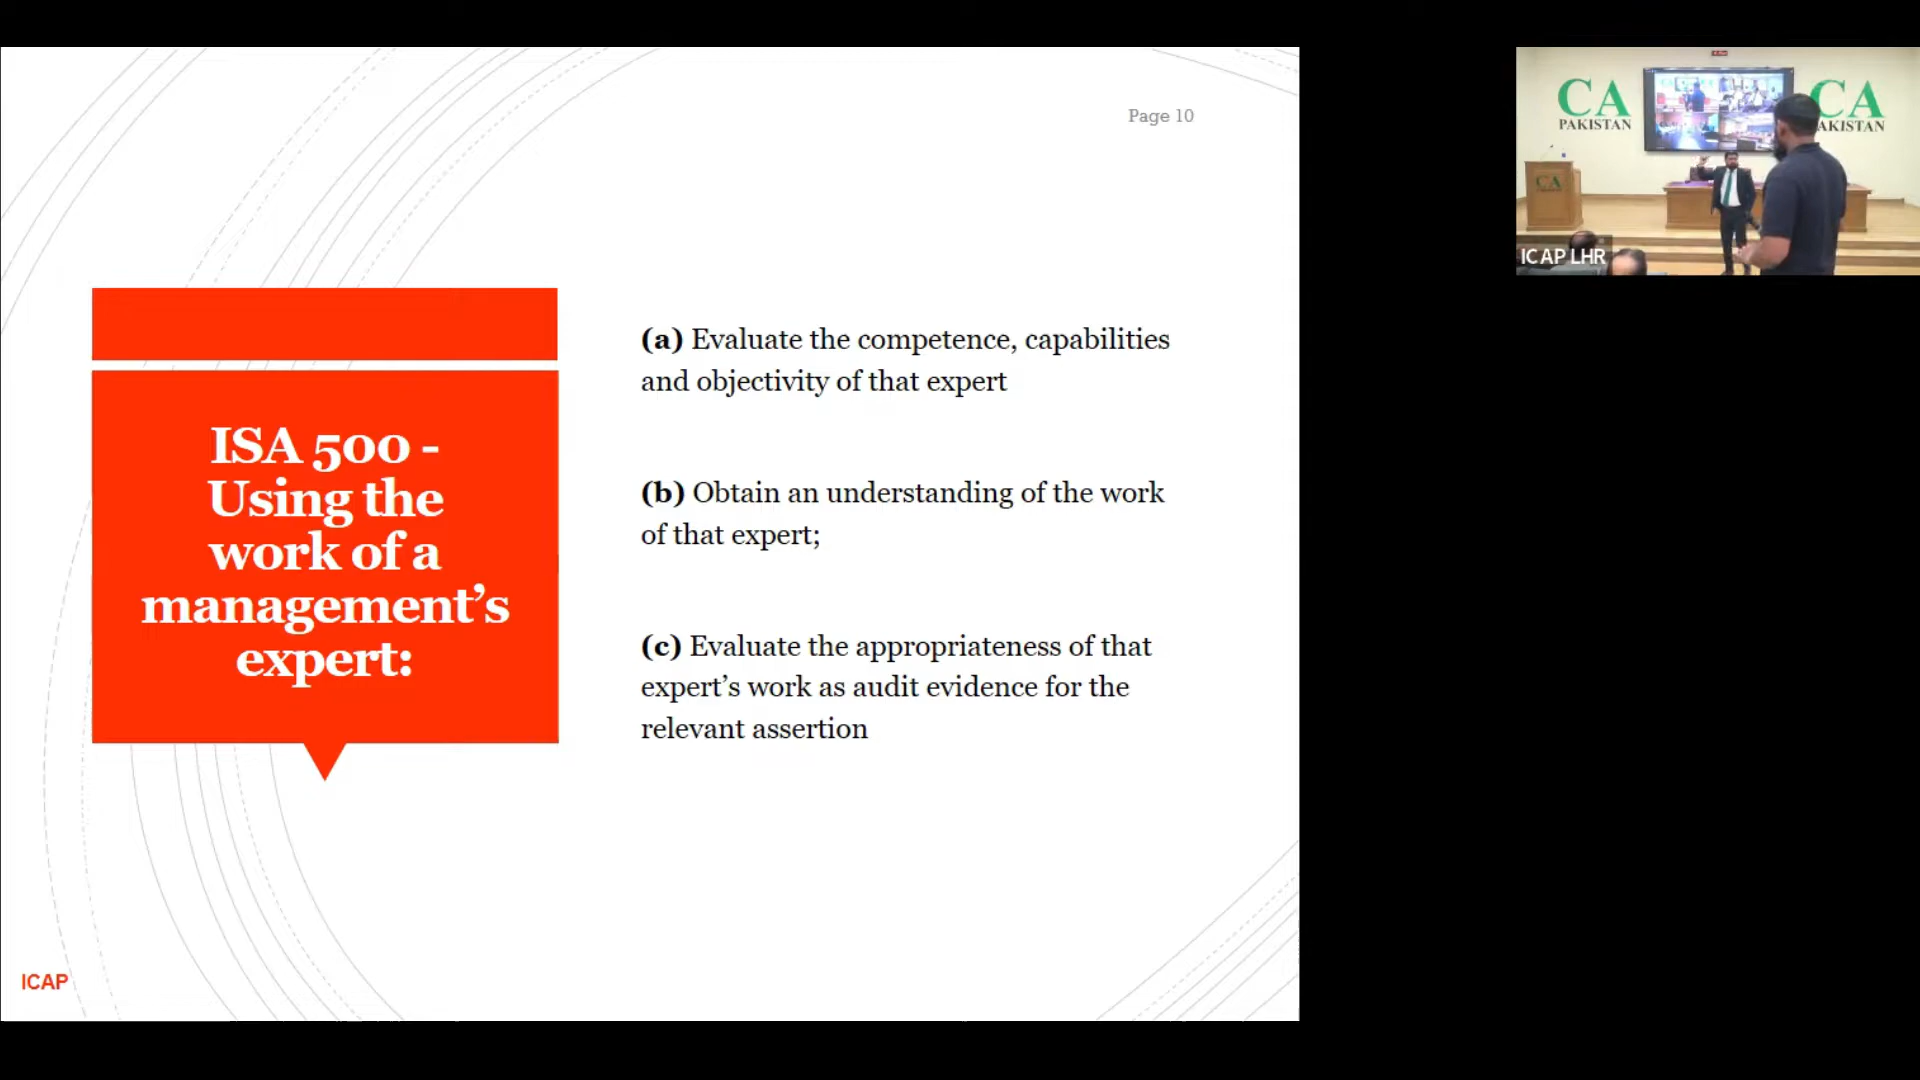 Page 10
ISA 500 -
Using the
work of a
management’s
expert:
(a) Evaluate the competence, capabilities
and objectivity of that expert
(b) Obtain an understanding of the work
of that expert;
(c) Evaluate the appropriateness of that
expert’s work as audit evidence for the
relevant assertion
ICAP
CA
PAKISTAN
CA
AKISTAN
CA
ICAP LHR